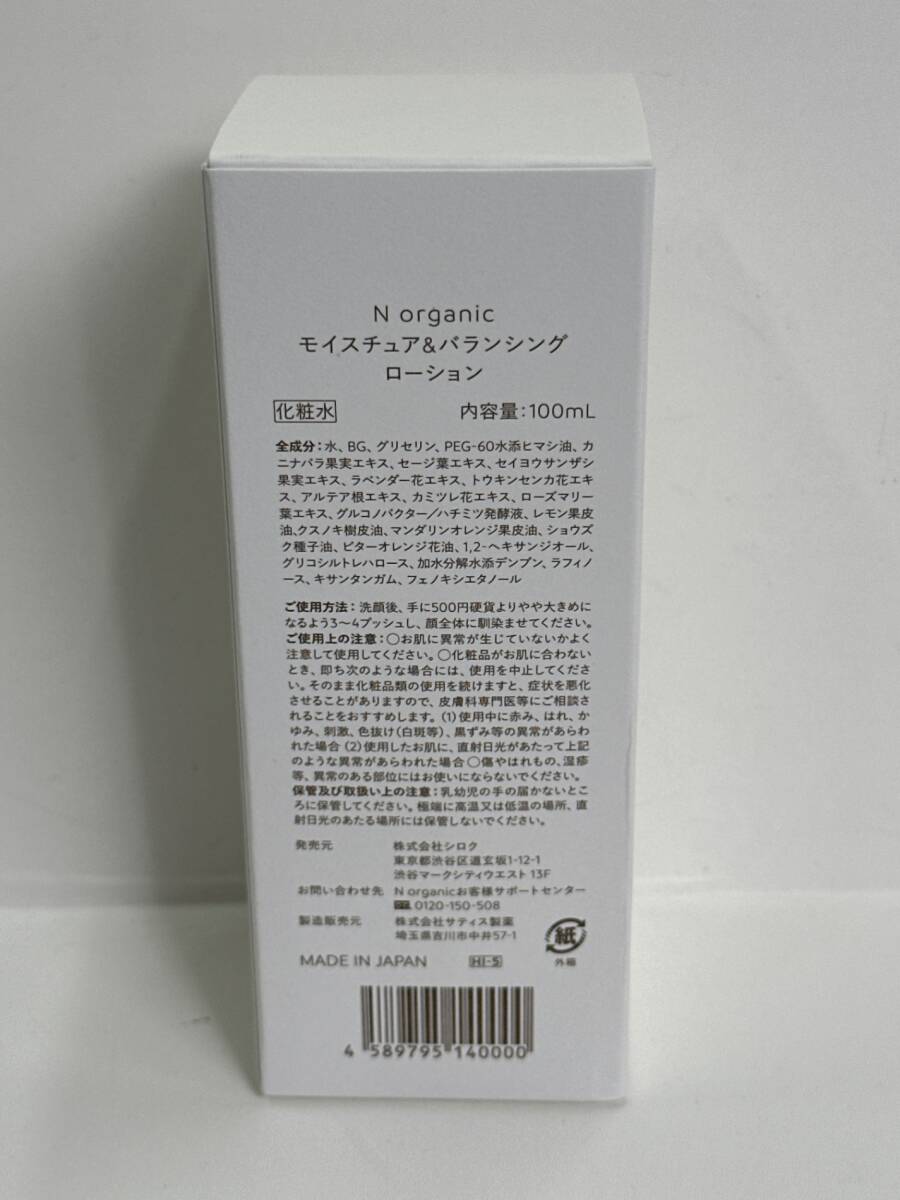 N organic
モイスチュア&バランシング
ローション
化粧水 内容量:100mL
全成分:水、BG、グリセリン、PEG-60水添ヒマシ油、カ
ニナバラ果実エキス、セージ葉エキス、セイヨウサンザシ
果実エキス、ラベンダー花エキス、トウキンセンカ花エキ
ス、アルテア根エキス、カミツレ花エキス、ローズマリー
葉エキス、グルコノバクター/ハチミツ発酵液、レモン果皮
油、クスノキ樹皮油、マンダリンオレンジ果皮油、ショウズ
ク種子油、ビターオレンジ花油、1,2-ヘキサンジオール、
グリコシルトレハロース、加水分解水添デンプン、ラフィノ
ース、キサンタンガム、フェノキシエタノール
ご使用方法:洗顔後、手に500円硬貨よりやや大きめに
なるよう3〜4プッシュし、顔全体に馴染ませてください。
ご使用上の注意:○お肌に異常が生じていないかよく
注意して使用してください。○化粧品がお肌に合わない
とき、即ち次のような場合には、使用を中止してくださ
い。そのまま化粧品類の使用を続けますと、症状を悪化
させることがありますので、皮膚科専門医等にご相談さ
れることをおすすめします。(1)使用中に赤み、はれ、か
ゆみ、刺激、色抜け(白斑等)、黒ずみ等の異常があらわ
れた場合(2)使用したお肌に、直射日光があたって上記
のような異常があらわれた場合○傷やはれもの、湿疹
等、異常のある部位にはお使いにならないでください。
保管及び取扱い上の注意:乳幼児の手の届かないとこ
ろに保管してください。極端に高温又は低温の場所、直
射日光のあたる場所には保管しないでください。
発売元 株式会社シロク
東京都渋谷区道玄坂1-12-1
渋谷マークシティウエスト 13F
お問い合わせ先 N organicお客様サポートセンター
0120-150-508
製造販売元 株式会社サティス製薬
埼玉県吉川市中井57-1
紙
外箱
MADE IN JAPAN HI-5
4 589795 140000